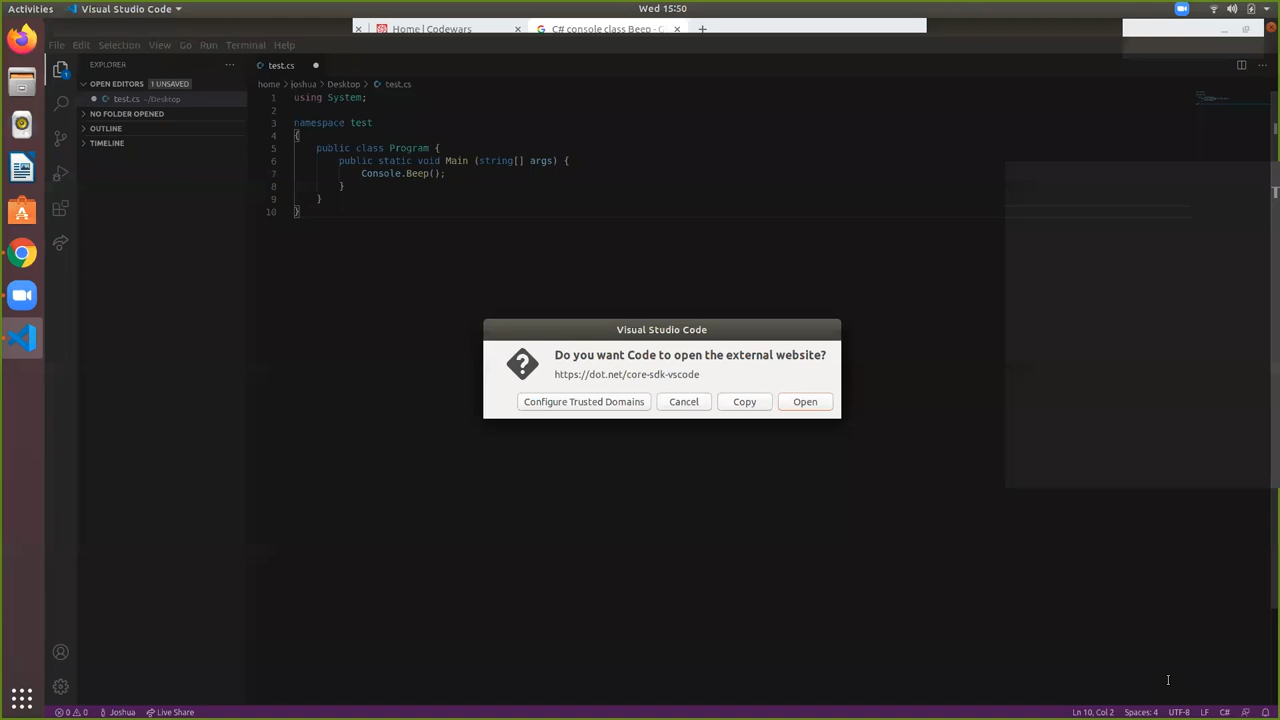 Activities
Visual Studio Code
Wed 15:50
Home | Codewars
C# console class Beep - G
File Edit Selection View Go Run Terminal Help
EXPLORER
test.cs
OPEN EDITORS 1 UNSAVED
test.cs ~/Desktop
NO FOLDER OPENED
OUTLINE
TIMELINE
home > joshua > Desktop > test.cs
1 using System;
2
3 namespace test
4 {
5 public class Program {
6 public static void Main (string[] args) {
7 Console.Beep();
8 }
9 }
10 }
Visual Studio Code
Do you want Code to open the external website?
https://dot.net/core-sdk-vscode
Configure Trusted Domains
Cancel
Copy
Open
0 0 Joshua Live Share
Ln 10, Col 2 Spaces: 4 UTF-8 LF C#